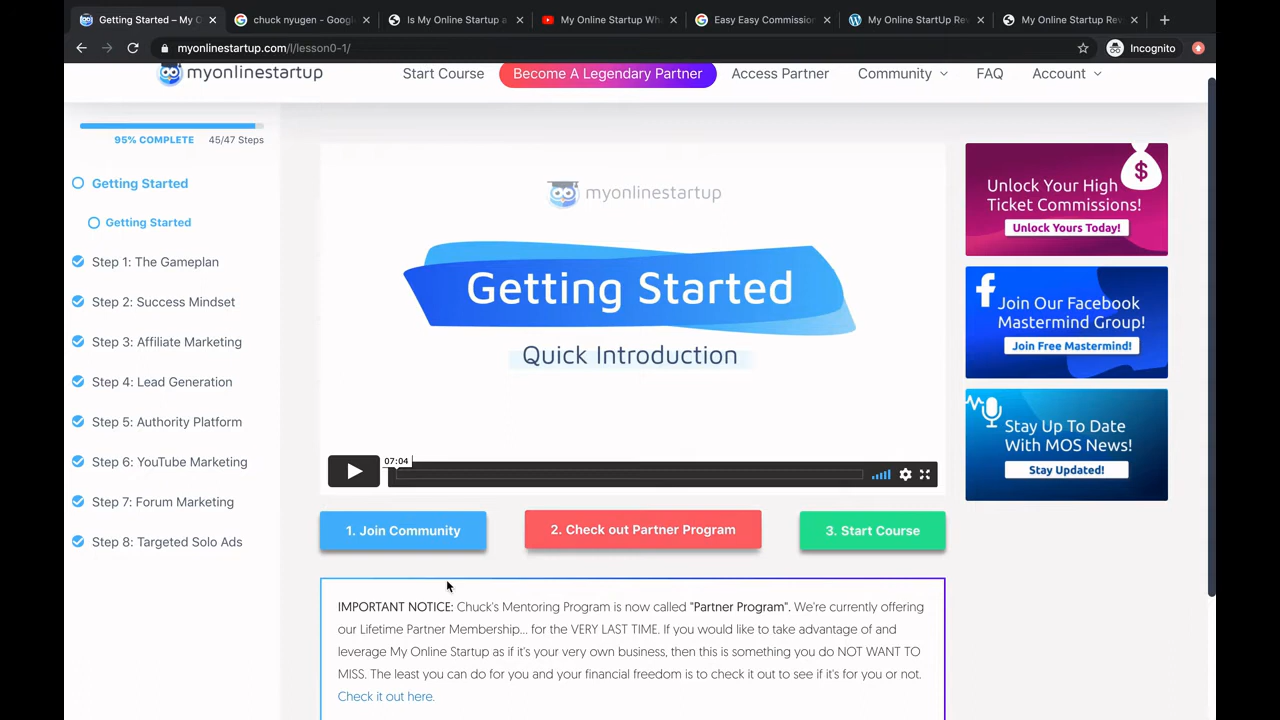 Getting Started – My C
chuck nyugen - Googl
Is My Online Startup a
My Online Startup Wha
Easy Easy Commission
My Online StartUp Rev
My Online Startup Rev
myonlinestartup.com/l/lesson0-1/
Incognito
myonlinestartup
Start Course
Become A Legendary Partner
Access Partner
Community
FAQ
Account
95% COMPLETE
45/47 Steps
Getting Started
Getting Started
Step 1: The Gameplan
Step 2: Success Mindset
Step 3: Affiliate Marketing
Step 4: Lead Generation
Step 5: Authority Platform
Step 6: YouTube Marketing
Step 7: Forum Marketing
Step 8: Targeted Solo Ads
myonlinestartup
Getting Started
Quick Introduction
07:04
Unlock Your High
Ticket Commissions!
Unlock Yours Today!
Join Our Facebook
Mastermind Group!
Join Free Mastermind!
Stay Up To Date
With MOS News!
Stay Updated!
1. Join Community
2. Check out Partner Program
3. Start Course
IMPORTANT NOTICE: Chuck's Mentoring Program is now called "Partner Program". We're currently offering
our Lifetime Partner Membership... for the VERY LAST TIME. If you would like to take advantage of and
leverage My Online Startup as if it's your very own business, then this is something you do NOT WANT TO
MISS. The least you can do for you and your financial freedom is to check it out to see if it's for you or not.
Check it out here.